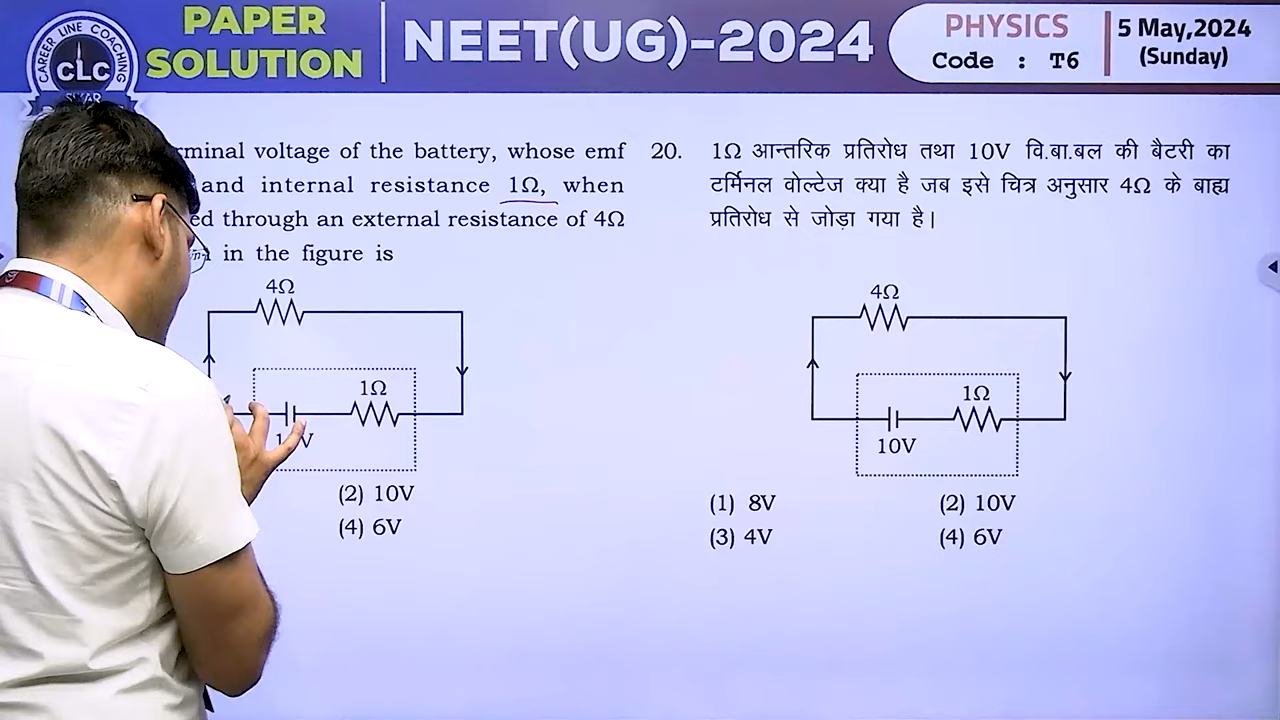 CAREER LINE COACHING
CLC
PAPER
SOLUTION
NEET(UG)-2024
PHYSICS
Code : T6
5 May,2024
(Sunday)
voltage of the battery, whose emf
and internal resistance 1Ω, when
through an external resistance of 4Ω
in the figure is
4Ω
1Ω
(2) 10V
(4) 6V
20. 1Ω आन्तरिक प्रतिरोध तथा 10V वि.बा.बल की बैटरी का
टर्मिनल वोल्टेज क्या है जब इसे चित्र अनुसार 4Ω के बाह्य
प्रतिरोध से जोड़ा गया है।
4Ω
1Ω
10V
(1) 8V (2) 10V
(3) 4V (4) 6V